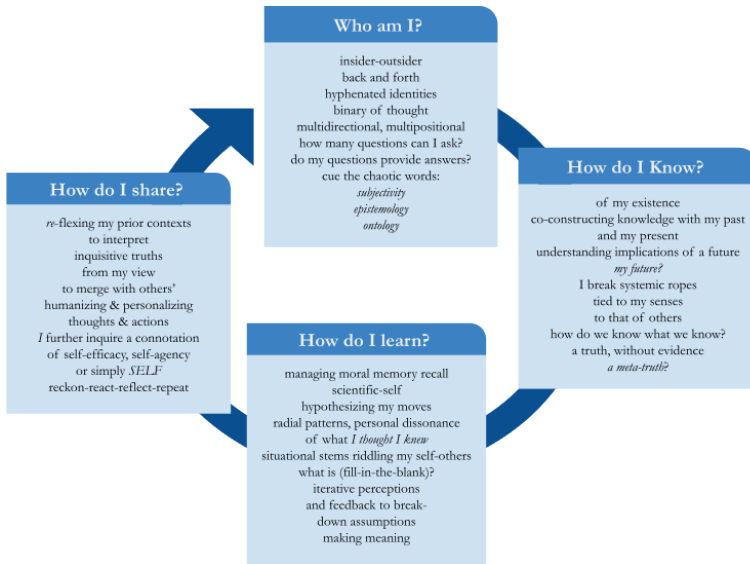 Who am I?
insider-outsider
back and forth
hyphenated identities
binary of thought
multidirectional, multipositional
how many questions can I ask?
do my questions provide answers?
cue the chaotic words:
subjectivity
epistemology
ontology
How do I Know?
of my existence
co-constructing knowledge with my past
and my present
understanding implications of a future
my future?
I break systemic ropes
tied to my senses
to that of others
how do we know what we know?
a truth, without evidence
a meta-truth?
How do I learn?
managing moral memory recall
scientific-self
hypothesizing my moves
radial patterns, personal dissonance
of what I thought I knew
situational stems riddling my self-others
what is (fill-in-the-blank)?
iterative perceptions
and feedback to break-
down assumptions
making meaning
How do I share?
re-flexing my prior contexts
to interpret
inquisitive truths
from my view
to merge with others’
humanizing & personalizing
thoughts & actions
I further inquire a connotation
of self-efficacy, self-agency
or simply SELF
reckon-react-reflect-repeat